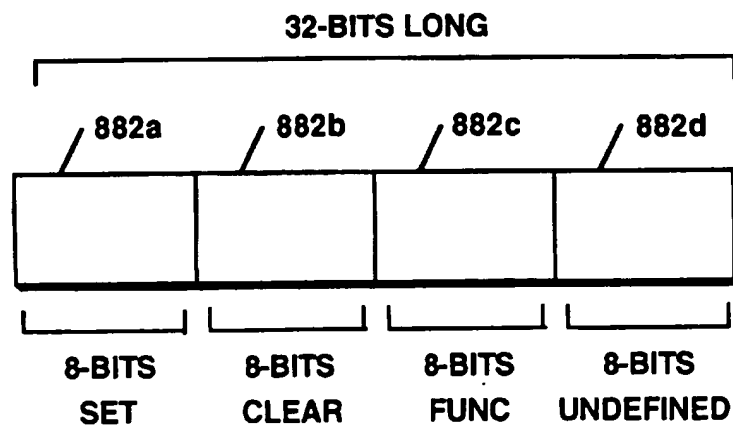 32-BITS LONG
882a 882b 882c 882d
8-BITS 8-BITS 8-BITS 8-BITS
SET CLEAR FUNC UNDEFINED